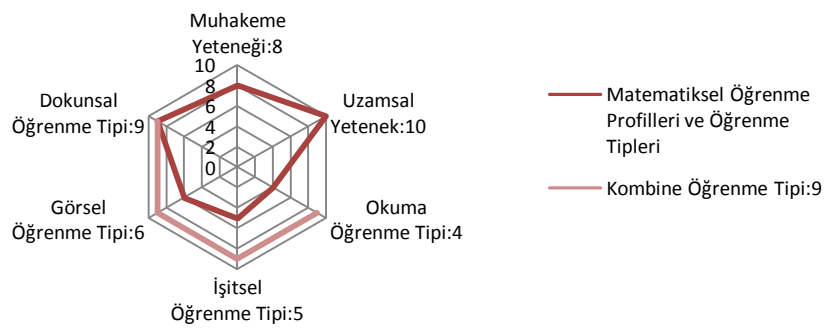 Muhakeme
Yeteneği:8
10
8
6
4
2
0
Uzamsal
Yetenek:10
Okuma
Öğrenme Tipi:4
İşitsel
Öğrenme Tipi:5
Görsel
Öğrenme Tipi:6
Dokunsal
Öğrenme Tipi:9
Matematiksel Öğrenme
Profilleri ve Öğrenme
Tipleri
Kombine Öğrenme Tipi:9